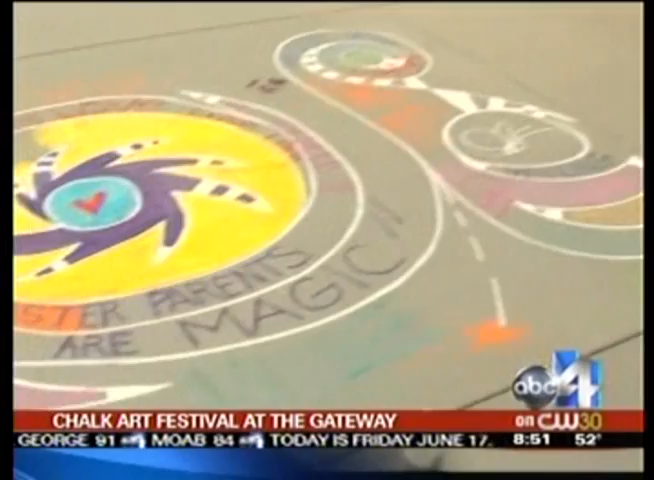 STER PARENTS
ARE MAGIC!!
abc 4
CHALK ART FESTIVAL AT THE GATEWAY
on CW30
GEORGE 91 MOAB 84 TODAY IS FRIDAY JUNE 17, 8:51 52°